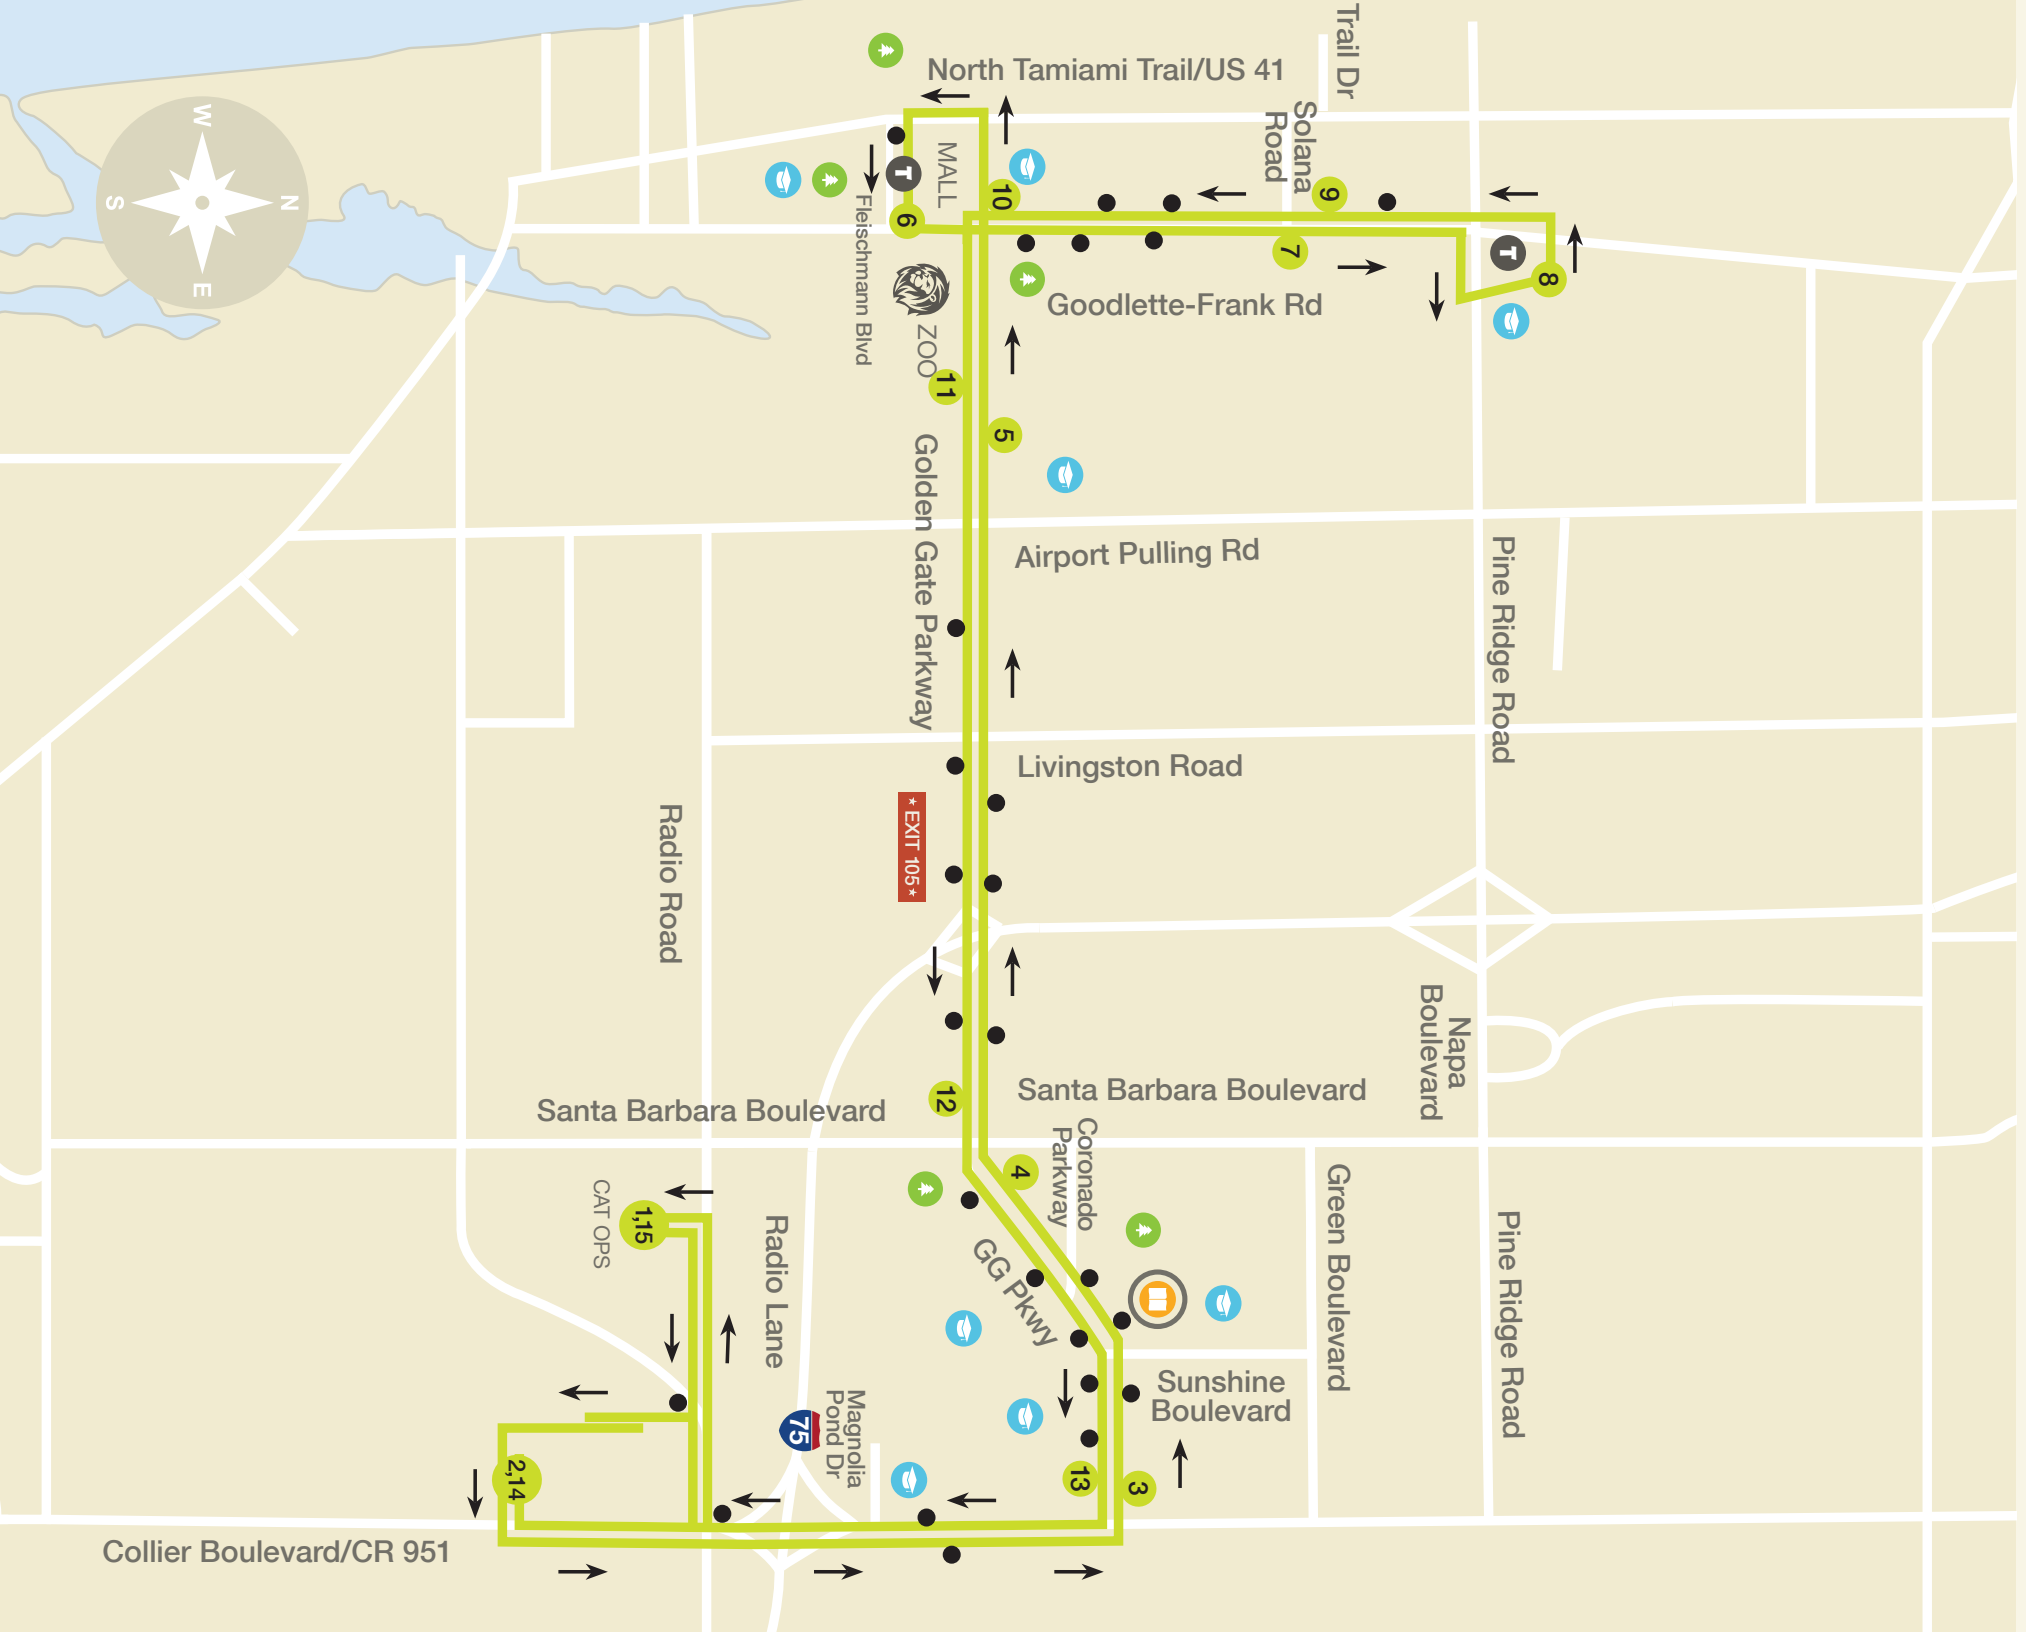 Trail Dr
North Tamiami Trail/US 41
Solana
Road
W
N
S
E
MALL
T
10
9
6
7
T
8
Fleischmann Blvd
Goodlette-Frank Rd
ZOO
11
5
Golden Gate Parkway
Airport Pulling Rd
Pine Ridge Road
Livingston Road
EXIT 105
Radio Road
Napa
Boulevard
12
Santa Barbara Boulevard
Santa Barbara Boulevard
Coronado
Parkway
4
Green Boulevard
Pine Ridge Road
CAT OPS
1,15
Radio Lane
GG Pkwy
Sunshine
Boulevard
75
Magnolia
Pond Dr
2,14
13
3
Collier Boulevard/CR 951